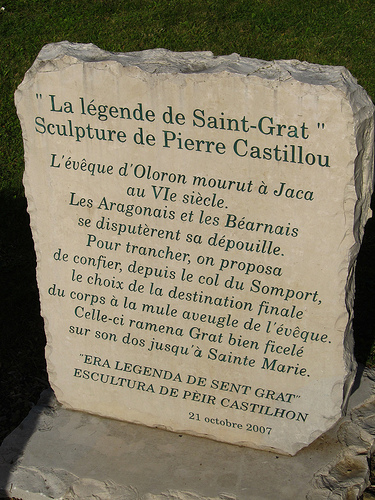 " La légende de Saint-Grat "
Sculpture de Pierre Castillou
L'évêque d'Oloron mourut à Jaca
au VIe siècle.
Les Aragonais et les Béarnais
se disputèrent sa dépouille.
Pour trancher, on proposa
de confier, depuis le col du Somport,
le choix de la destination finale
du corps à la mule aveugle de l'évêque.
Celle-ci ramena Grat bien ficelé
sur son dos jusqu'à Sainte Marie.
"ERA LEGENDA DE SENT GRAT"
ESCULTURA DE PÈIR CASTILHON
21 octobre 2007